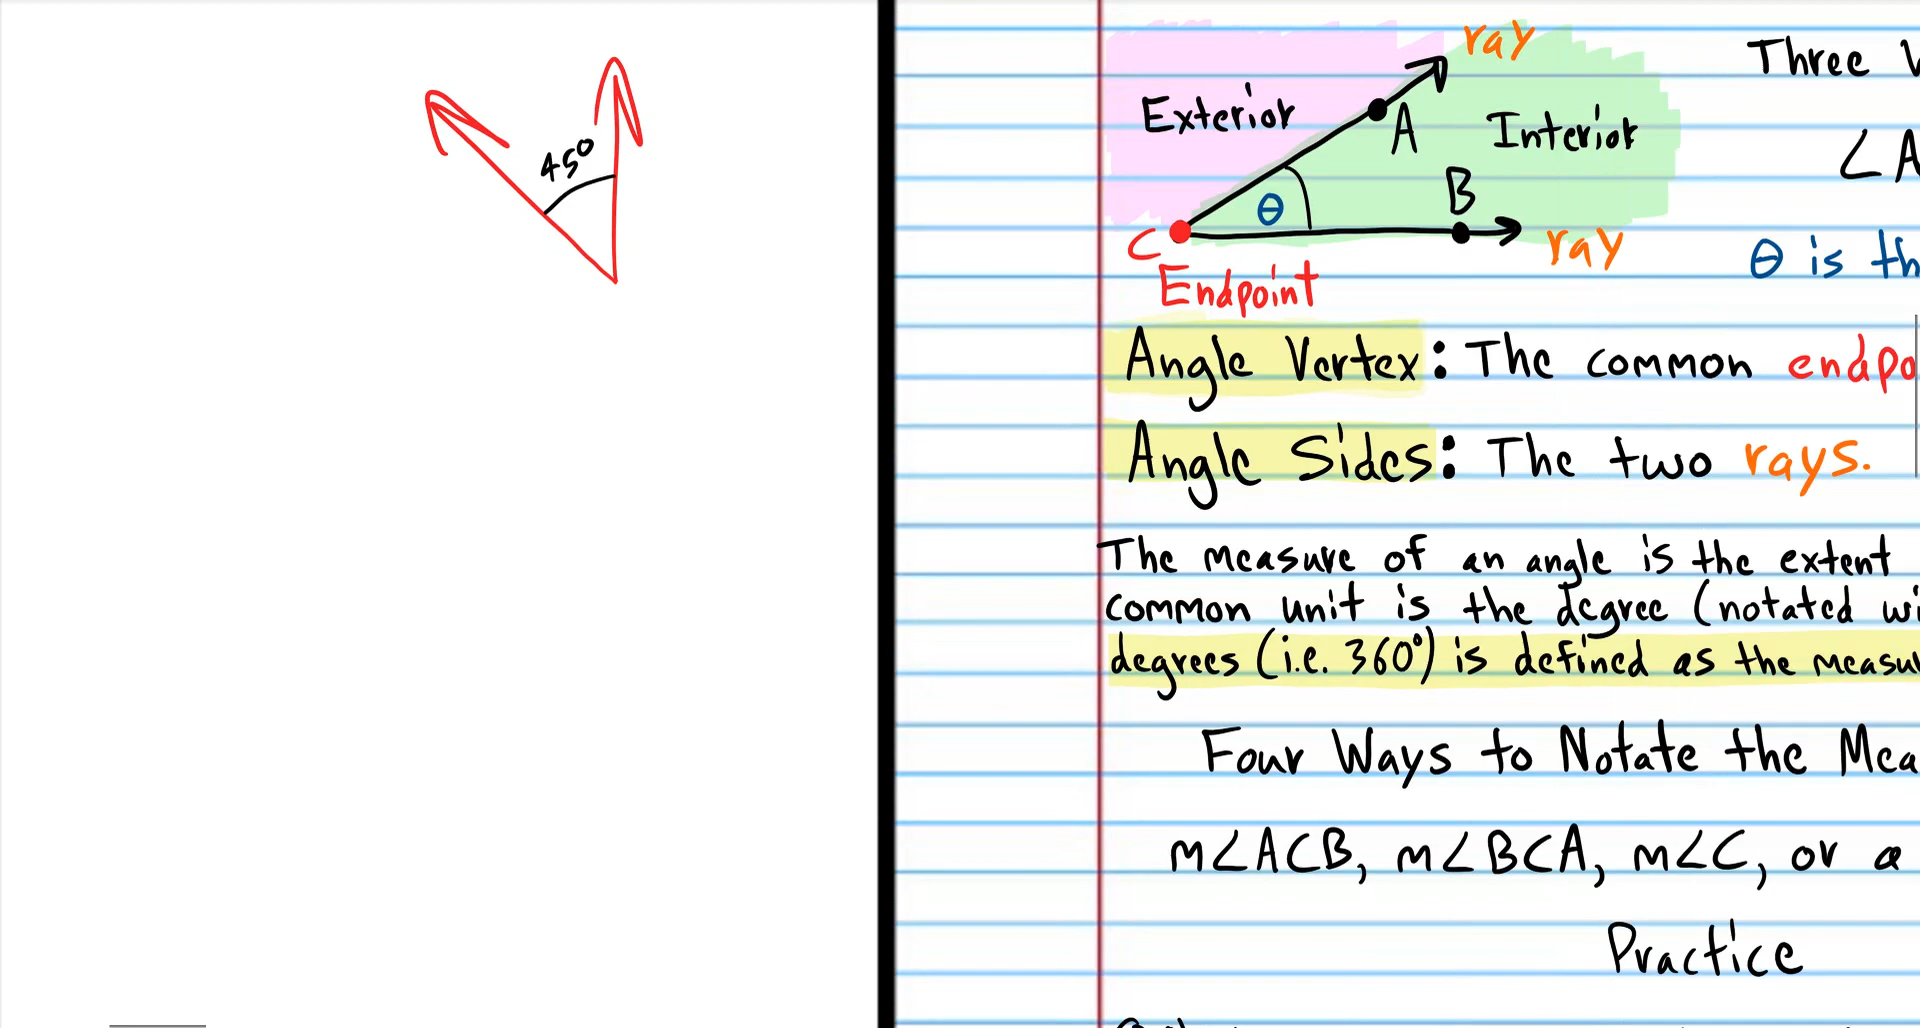 45°
ray
Three
Exterior
A
Interior
∠A
B
θ
C
ray
θ is th
Endpoint
Angle Vertex: The common endpo
Angle Sides: The two rays.
The measure of an angle is the extent
common unit is the degree (notated wi
degrees (i.e. 360°) is defined as the measu
Four Ways to Notate the Mea
m∠ACB, m∠BCA, m∠C, or a
Practice